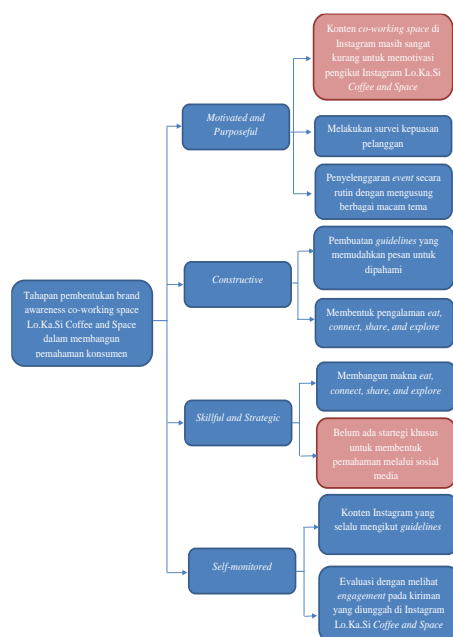 Konten co-working space di
Instagram masih sangat
kurang untuk memotivasi
pengikut Instagram Lo.Ka.Si
Coffee and Space
Motivated and
Purposeful
Melakukan survei kepuasan
pelanggan
Penyelenggaran event secara
rutin dengan mengusung
berbagai macam tema
Pembuatan guidelines yang
memudahkan pesan untuk
dipahami
Constructive
Tahapan pembentukan brand
awareness co-working space
Lo.Ka.Si Coffee and Space
dalam membangun
pemahaman konsumen
Membentuk pengalaman eat,
connect, share, and explore
Membangun makna eat,
connect, share, and explore
Skillful and Strategic
Belum ada startegi khusus
untuk membentuk
pemahaman melalui sosial
media
Konten Instagram yang
selalu mengikut guidelines
Self-monitored
Evaluasi dengan melihat
engagement pada kiriman
yang diunggah di Instagram
Lo.Ka.Si Coffee and Space